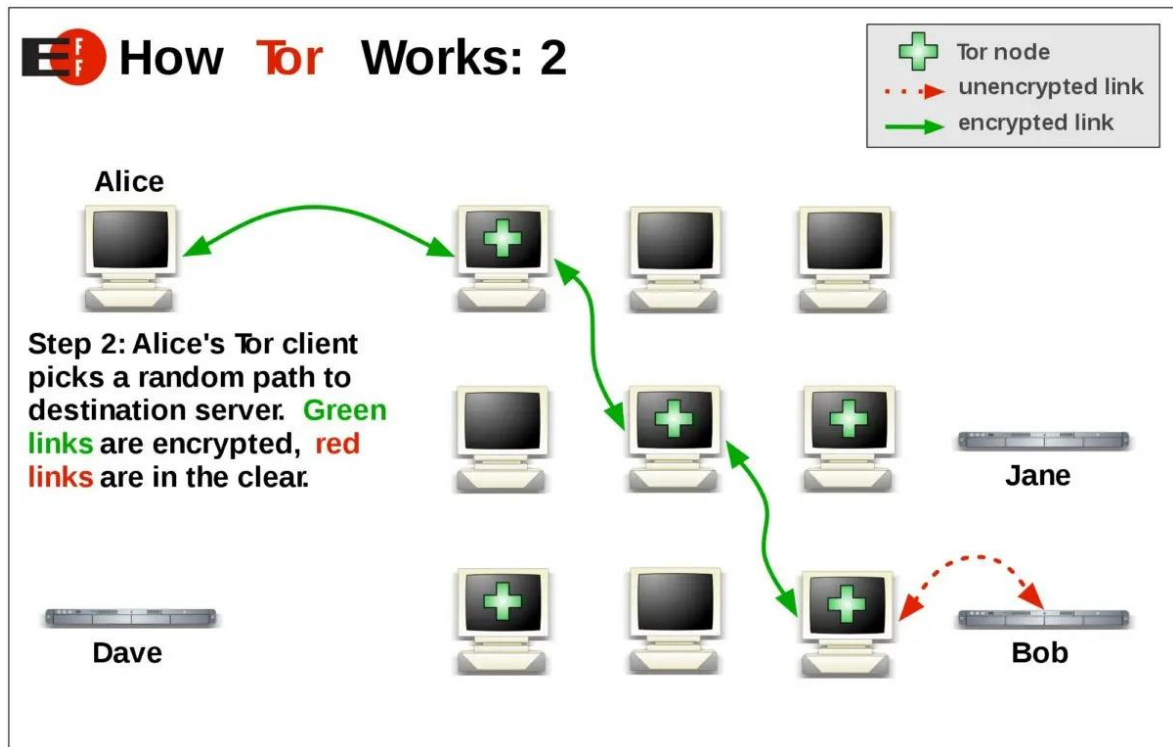 EFF How Tor Works: 2
Tor node
unencrypted link
encrypted link
Alice
Step 2: Alice's Tor client
picks a random path to
destination server. Green
links are encrypted, red
links are in the clear.
Jane
Dave
Bob